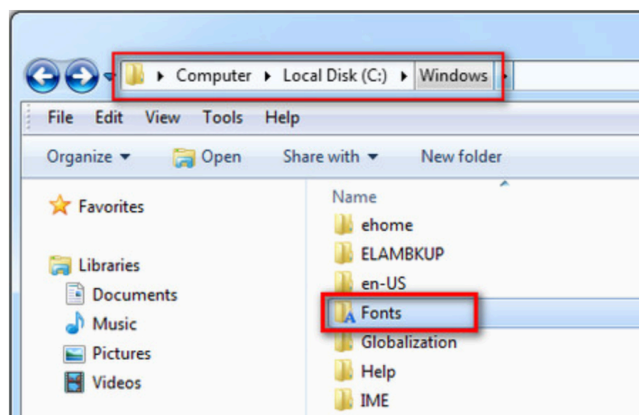 Computer Local Disk (C:) Windows
File Edit View Tools Help
Organize Open Share with New folder
Favorites
Libraries
Documents
Music
Pictures
Videos
Name
ehome
ELAMBKUP
en-US
Fonts
Globalization
Help
IME